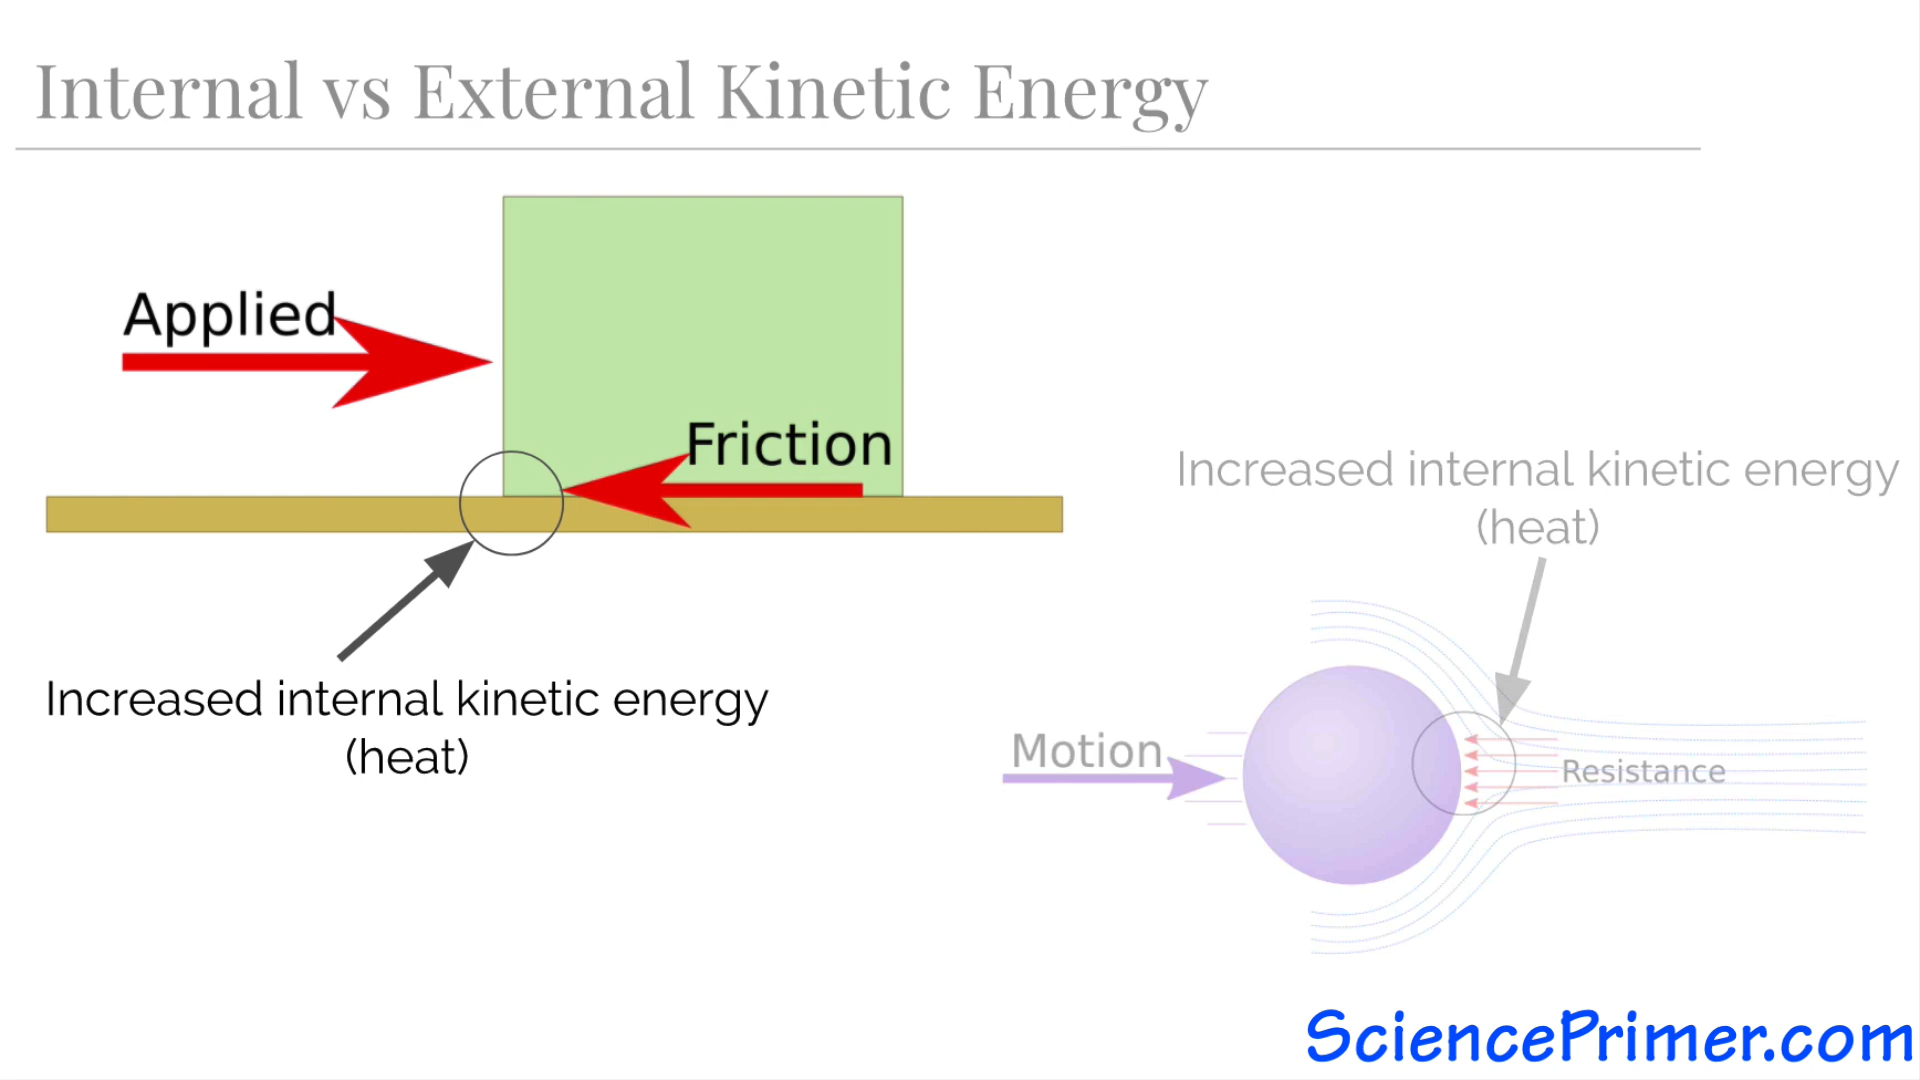 Internal vs External Kinetic Energy
Applied
Friction
Increased internal kinetic energy
(heat)
Increased internal kinetic energy
(heat)
Motion
Resistance
SciencePrimer.com